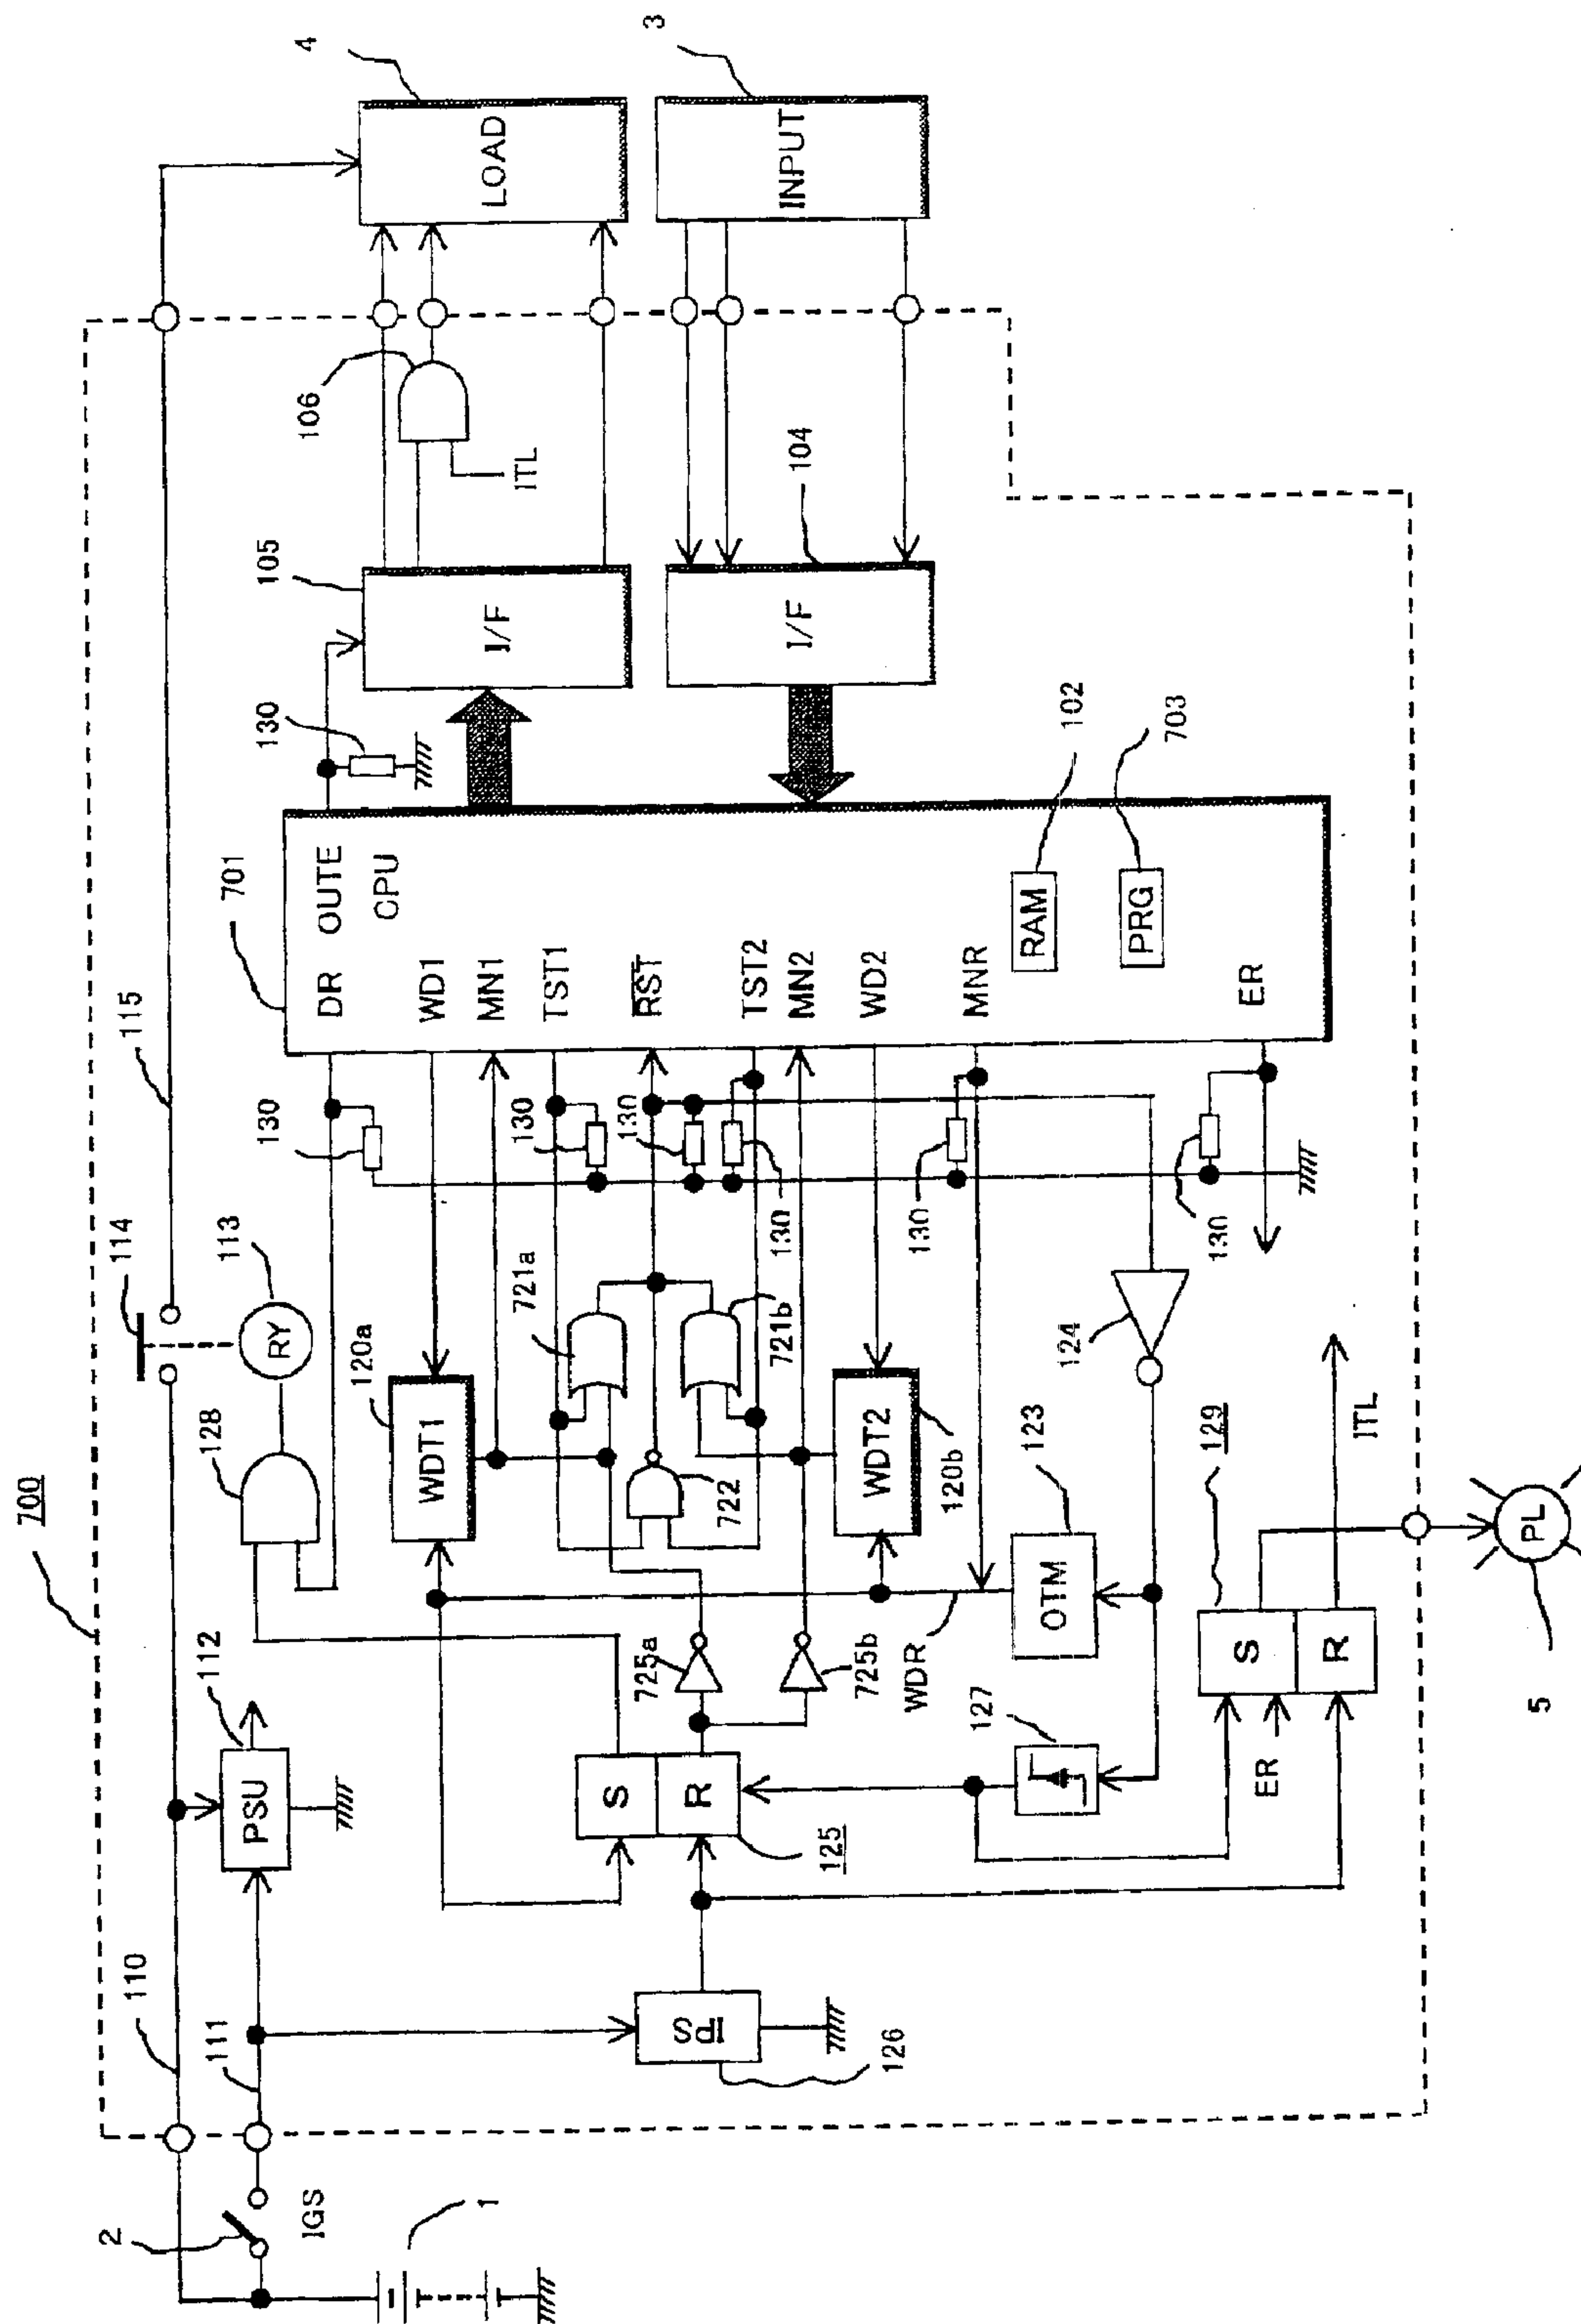 700
115
4
3
114
113
RY
128
112
PSU
110
111
2
IGS
1
701
DR OUTE
CPU
WD1
MN1
TST1
RST
TST2
MN2
WD2
MNR
ER
RAM
102
PRG
703
130
105
I/F
106
ITL
LOAD
INPUT
104
I/F
130
130
130
130
130
130
120a
WDT1
721a
721b
722
WDT2
120b
725a
725b
WDR
OTM
123
124
127
S
R
125
IPS
126
129
S
R
ER
ITL
PL
5